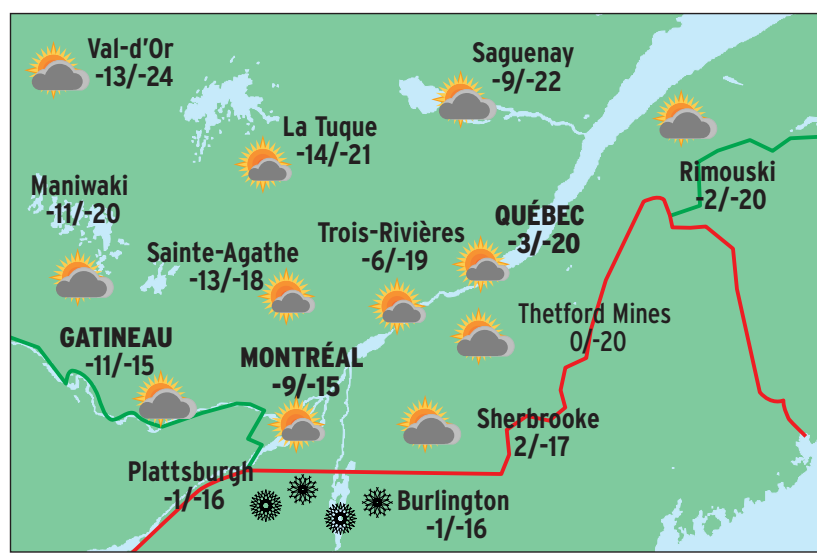 Val-d'Or
-13/-24
Saguenay
-9/-22
La Tuque
-14/-21
Rimouski
-2/-20
Maniwaki
-11/-20
QUÉBEC
-3/-20
Trois-Rivières
-6/-19
Sainte-Agathe
-13/-18
Thetford Mines
0/-20
GATINEAU
-11/-15
MONTRÉAL
-9/-15
Sherbrooke
2/-17
Plattsburgh
-1/-16
Burlington
-1/-16